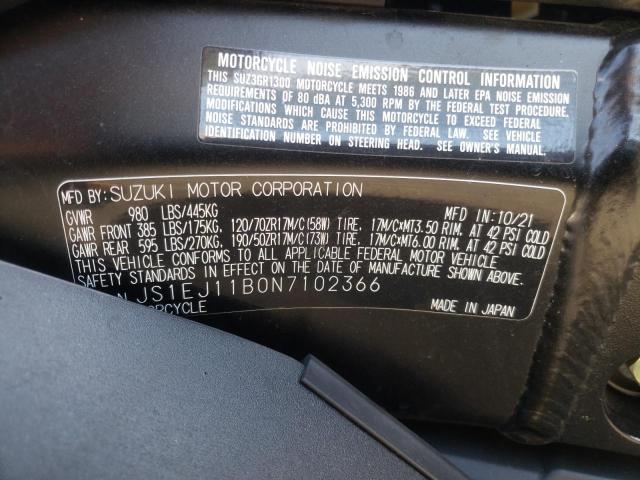 MOTORCYCLE NOISE EMISSION CONTROL INFORMATION
THIS SUZ3GR1300 MOTORCYCLE MEETS 1986 AND LATER EPA NOISE EMISSION
REQUIREMENTS OF 80 dBA AT 5,300 RPM BY THE FEDERAL TEST PROCEDURE.
MODIFICATIONS WHICH CAUSE THIS MOTORCYCLE TO EXCEED FEDERAL
NOISE STANDARDS ARE PROHIBITED BY FEDERAL LAW. SEE VEHICLE
IDENTIFICATION NUMBER ON STEERING HEAD. SEE OWNER'S MANUAL.
MFD BY:SUZUKI MOTOR CORPORATION MFD IN:10/21
GVWR 980 LBS/445KG
GAWR FRONT 385 LBS/175KG, 120/70ZR17M/C(58W) TIRE, 17M/C×MT3.50 RIM. AT 42 PSI COLD
GAWR REAR 595 LBS/270KG, 190/50ZR17M/C(73W) TIRE, 17M/C×MT6.00 RIM. AT 42 PSI COLD
THIS VEHICLE CONFORMS TO ALL APPLICABLE FEDERAL MOTOR VEHICLE
SAFETY STANDARDS IN EFFECT ON THE DATE OF MANUFACTURE SHOWN ABOVE.
N JS1EJ11B0N7102366
CYCLE MADE IN JAPAN